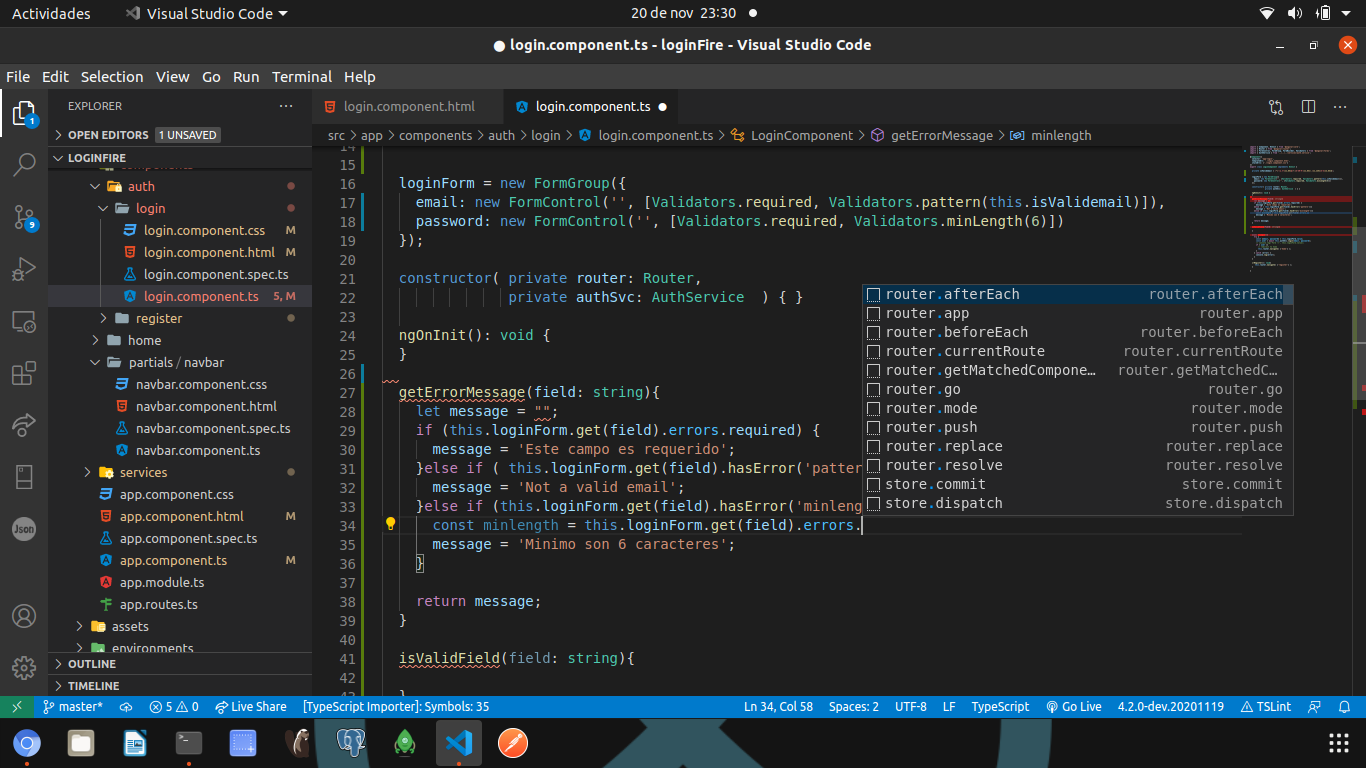 Actividades
Visual Studio Code
20 de nov 23:30
login.component.ts - loginFire - Visual Studio Code
File Edit Selection View Go Run Terminal Help
EXPLORER
login.component.html
login.component.ts
OPEN EDITORS 1 UNSAVED
src > app > components > auth > login > login.component.ts > LoginComponent > getErrorMessage > minlength
LOGINFIRE
components
auth
login
login.component.css M
login.component.html M
login.component.spec.ts
login.component.ts 5, M
register
home
partials / navbar
navbar.component.css
navbar.component.html
navbar.component.spec.ts
navbar.component.ts
services
app.component.css
app.component.html M
app.component.spec.ts
app.component.ts M
app.module.ts
app.routes.ts
assets
environments
OUTLINE
TIMELINE
1
9
Json
14
15
16 loginForm = new FormGroup({
17 email: new FormControl('', [Validators.required, Validators.pattern(this.isValidemail)]),
18 password: new FormControl('', [Validators.required, Validators.minLength(6)])
19 });
20
21 constructor( private router: Router,
22 private authSvc: AuthService ) { }
23
24 ngOnInit(): void {
25 }
26
27 getErrorMessage(field: string){
28 let message = "";
29 if (this.loginForm.get(field).errors.required) {
30 message = 'Este campo es requerido';
31 }else if ( this.loginForm.get(field).hasError('patter
32 message = 'Not a valid email';
33 }else if (this.loginForm.get(field).hasError('minleng
34 const minlength = this.loginForm.get(field).errors.
35 message = 'Minimo son 6 caracteres';
36 }
37
38 return message;
39 }
40
41 isValidField(field: string){
42
43 }
router.afterEach router.afterEach
router.app router.app
router.beforeEach router.beforeEach
router.currentRoute router.currentRoute
router.getMatchedCompone… router.getMatchedC…
router.go router.go
router.mode router.mode
router.push router.push
router.replace router.replace
router.resolve router.resolve
store.commit store.commit
store.dispatch store.dispatch
master* 5 0 Live Share [TypeScript Importer]: Symbols: 35 Ln 34, Col 58 Spaces: 2 UTF-8 LF TypeScript Go Live 4.2.0-dev.20201119 TSLint